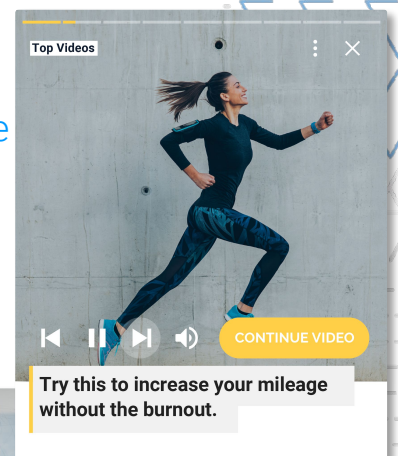 e
Top Videos
CONTINUE VIDEO
Try this to increase your mileage
without the burnout.